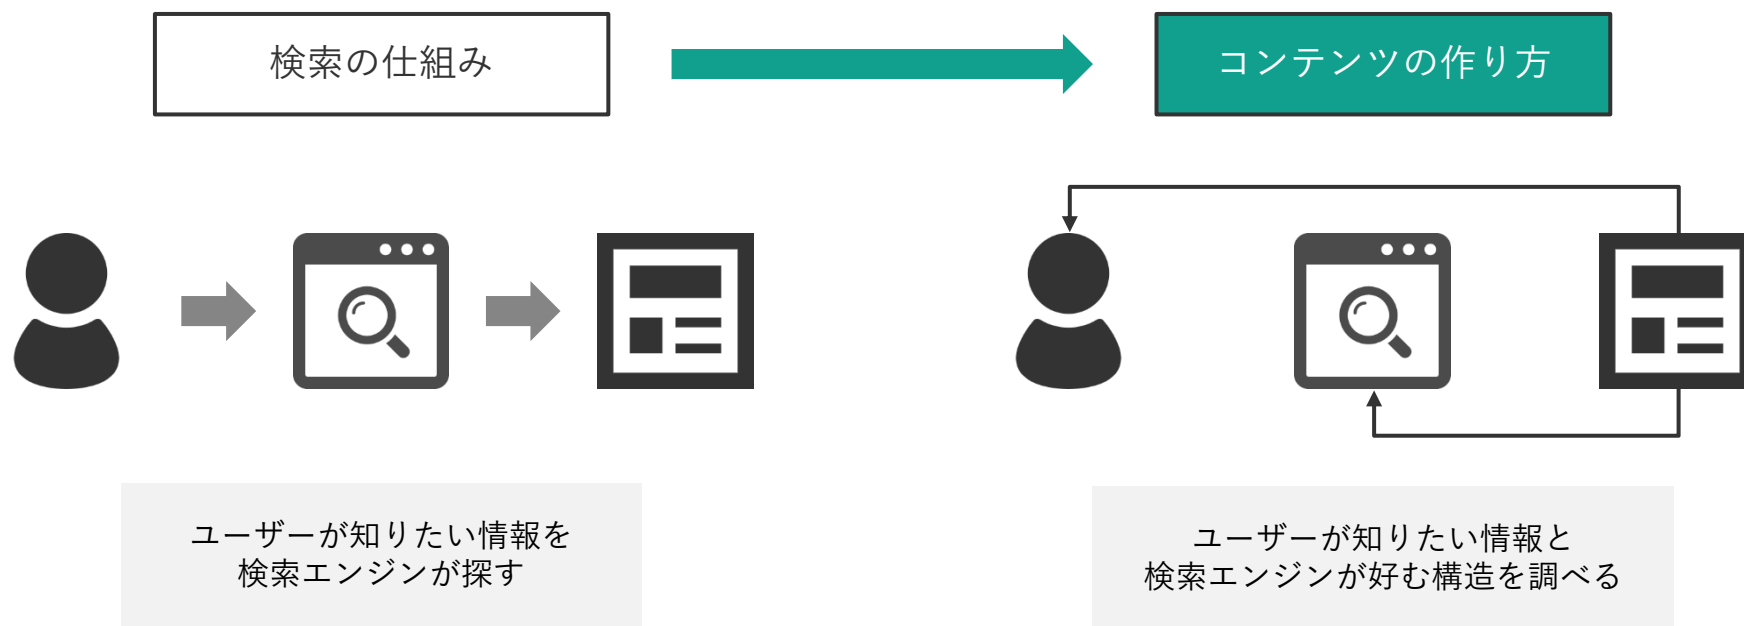 検索の仕組み
コンテンツの作り方
ユーザーが知りたい情報を
検索エンジンが探す
ユーザーが知りたい情報と
検索エンジンが好む構造を調べる